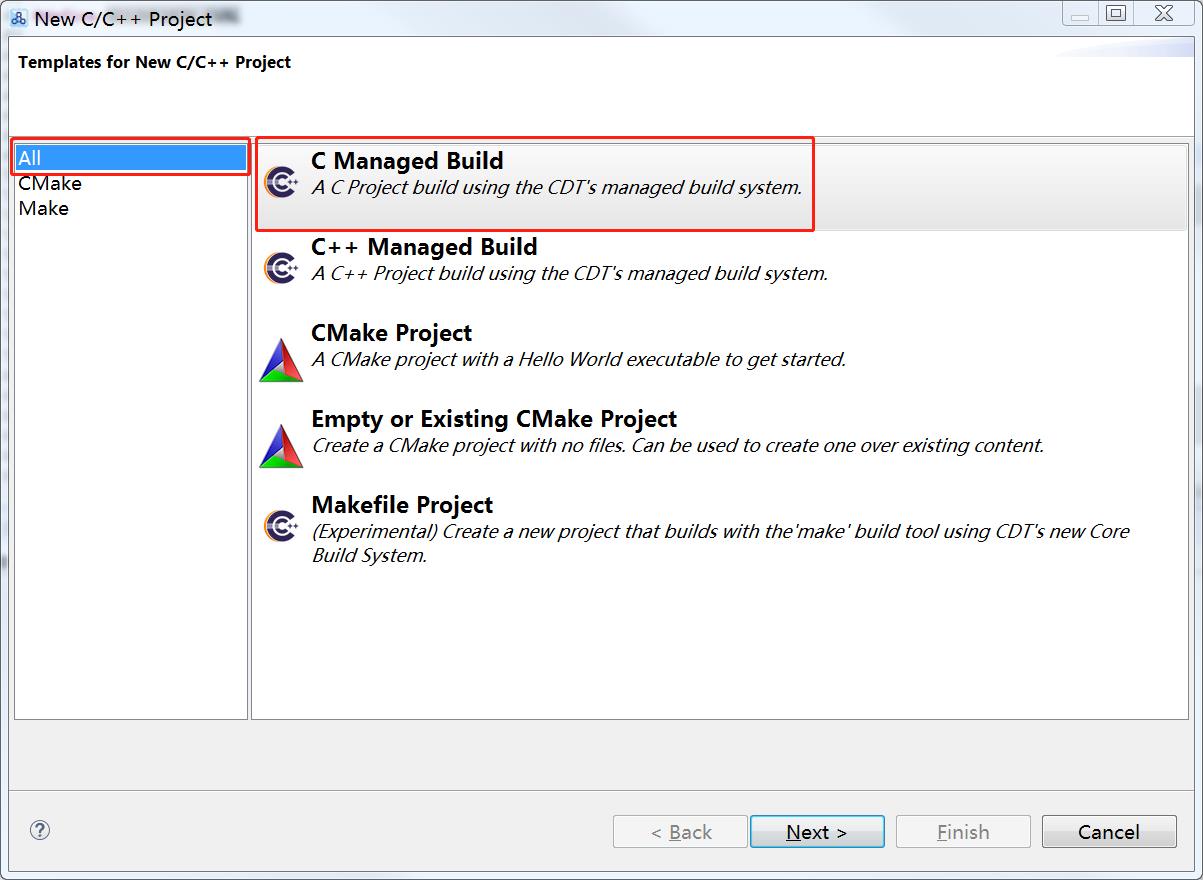 New C/C++ Project
Templates for New C/C++ Project
All
CMake
Make
C Managed Build
A C Project build using the CDT's managed build system.
C++ Managed Build
A C++ Project build using the CDT's managed build system.
CMake Project
A CMake project with a Hello World executable to get started.
Empty or Existing CMake Project
Create a CMake project with no files. Can be used to create one over existing content.
Makefile Project
(Experimental) Create a new project that builds with the'make' build tool using CDT's new Core
Build System.
< Back
Next >
Finish
Cancel